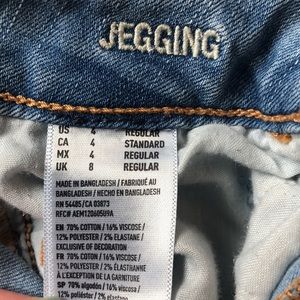 JEGGING
US 4 REGULAR
CA 4 STANDARD
MX 4 REGULAR
UK 8 REGULAR
MADE IN BANGLADESH / FABRIQUÉ AU
BANGLADESH / HECHO EN BANGLADESH
RN 54485/CA 03873
RFC# AEM120605U9A
EN 70% COTTON / 16% VISCOSE /
12% POLYESTER / 2% ELASTANE /
EXCLUSIVE OF DECORATION
FR 70% COTON / 16% VISCOSE /
12% POLYESTER / 2% ÉLASTHANNE
À L'EXCEPTION DE LA GARNITURE
SP 70% algodón / 16% viscosa /
12% poliéster / 2% elastano /